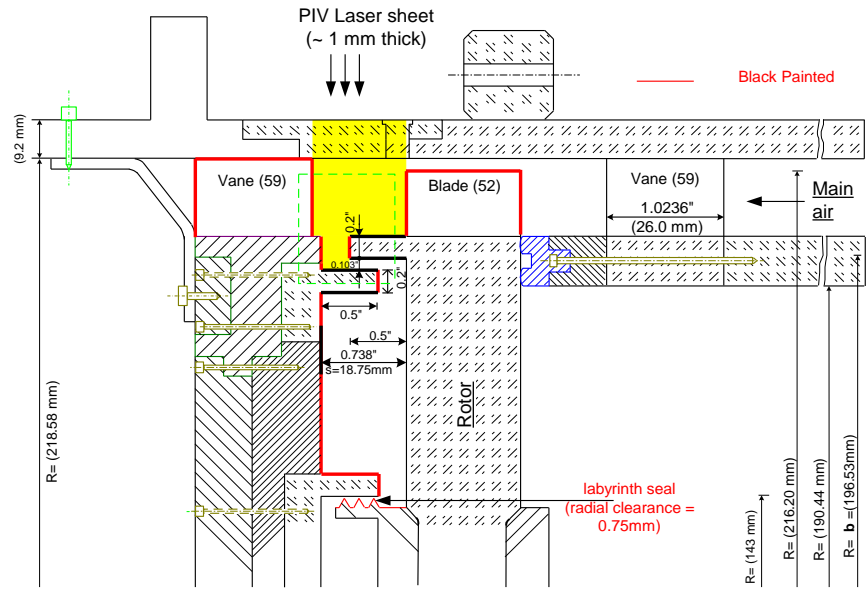 PIV Laser sheet
(~ 1 mm thick)
Black Painted
(9.2 mm)
Vane (59)
Blade (52)
Vane (59)
1.0236"
(26.0 mm)
Main
air
0.2"
0.103"
0.2"
0.5"
0.5"
0.738"
s=18.75mm
Rotor
R= (218.58 mm)
labyrinth seal
(radial clearance =
0.75mm)
R= (143 mm)
R= (216.20 mm)
R= (190.44 mm)
R= b =(196.53mm)